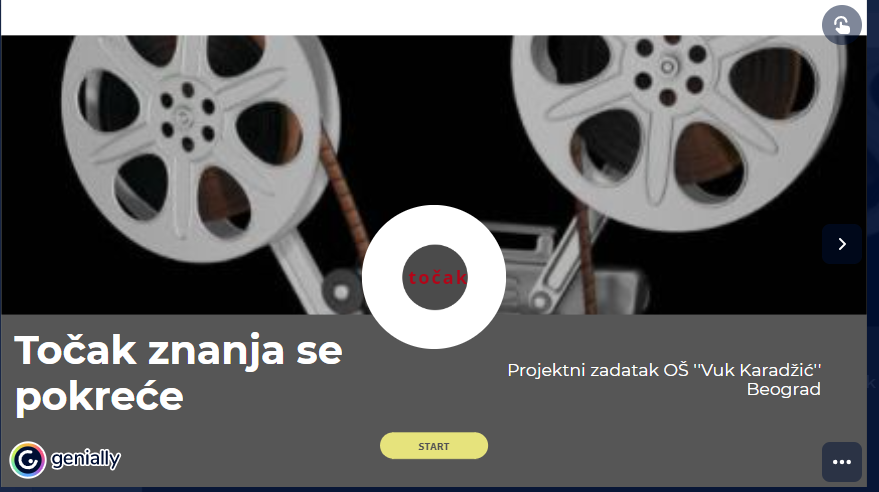 točak
Točak znanja se
pokreće
Projektni zadatak OŠ ''Vuk Karadžić''
Beograd
START
genially